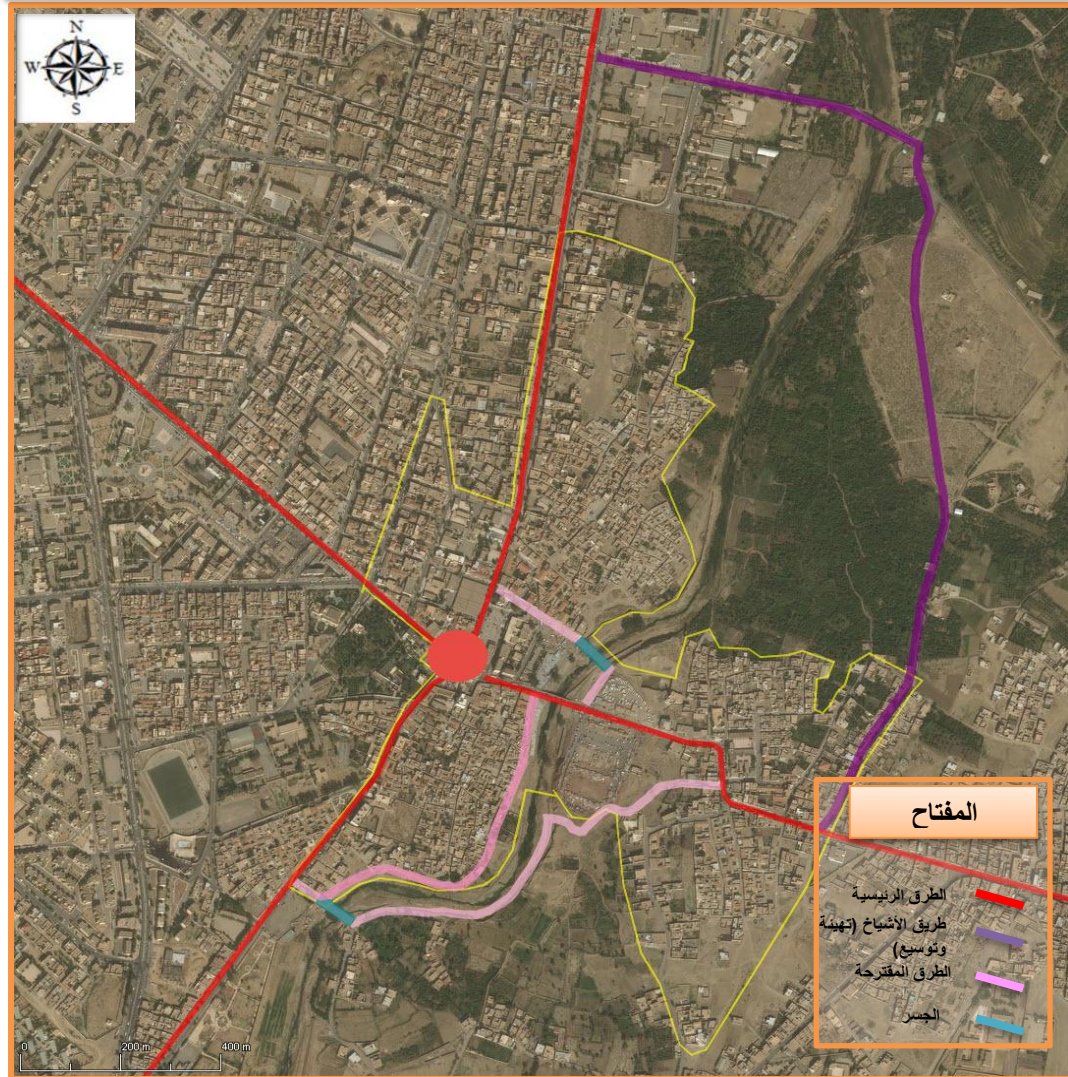 N
W E
S
المفتاح
الطرق الرئيسية
طريق الأشياخ (تهيئة
وتوسيع)
الطرق المقترحة
الجسر
0 200 m 400 m